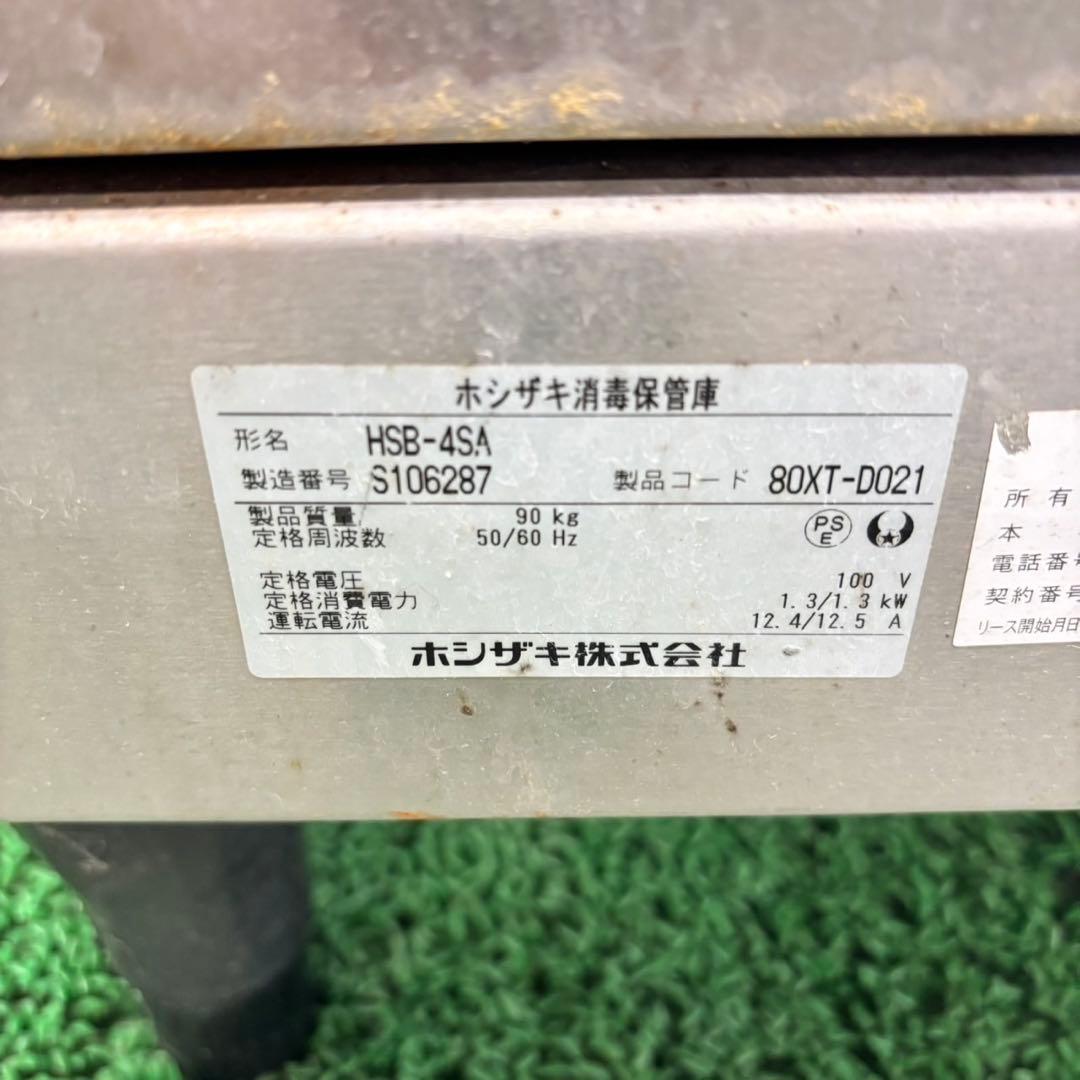 ホシザキ消毒保管庫
形名 HSB-4SA
製造番号 S106287 製品コード 80XT-D021
製品質量 90 kg
定格周波数 50/60 Hz
PS
E
定格電圧 100 V
定格消費電力 1.3/1.3 kW
運転電流 12.4/12.5 A
ホシザキ株式会社
所有
本
電話番号
契約番号
リース開始月日